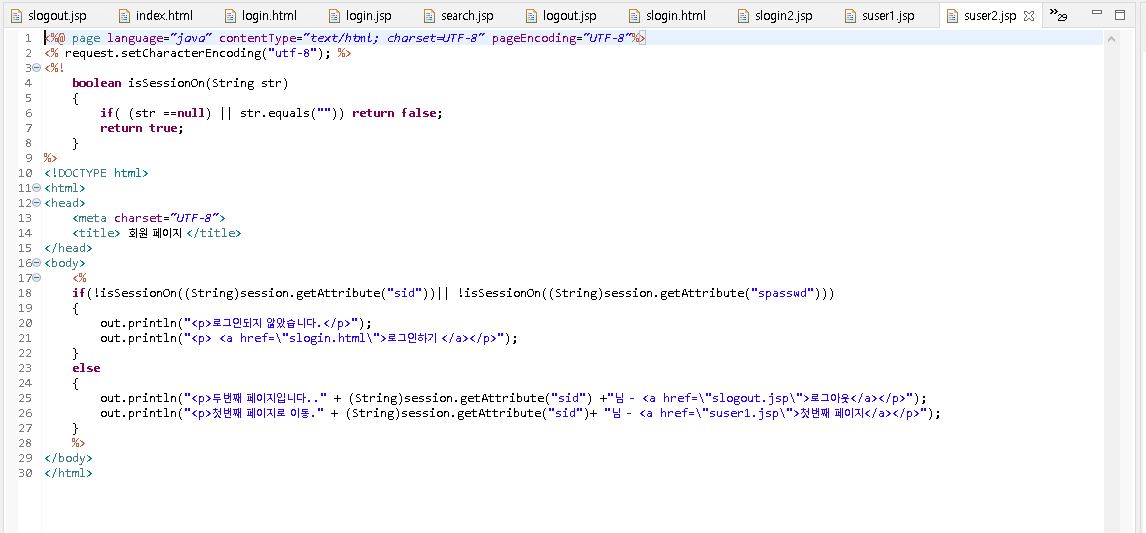 slogout.jsp index.html login.html login.jsp search.jsp logout.jsp slogin.html slogin2.jsp suser1.jsp suser2.jsp »29
1 <%@ page language="java" contentType="text/html; charset=UTF-8" pageEncoding="UTF-8"%>
2 <% request.setCharacterEncoding("utf-8"); %>
3 <%!
4 boolean isSessionOn(String str)
5 {
6 if( (str ==null) || str.equals("")) return false;
7 return true;
8 }
9 %>
10 <!DOCTYPE html>
11 <html>
12 <head>
13 <meta charset="UTF-8">
14 <title> 회원 페이지 </title>
15 </head>
16 <body>
17 <%
18 if(!isSessionOn((String)session.getAttribute("sid"))|| !isSessionOn((String)session.getAttribute("spasswd")))
19 {
20 out.println("<p>로그인되지 않았습니다.</p>");
21 out.println("<p> <a href=\"slogin.html\">로그인하기 </a></p>");
22 }
23 else
24 {
25 out.println("<p>두번째 페이지입니다.." + (String)session.getAttribute("sid") +"님 - <a href=\"slogout.jsp\">로그아웃</a></p>");
26 out.println("<p>첫번째 페이지로 이동." + (String)session.getAttribute("sid")+ "님 - <a href=\"suser1.jsp\">첫번째 페이지</a></p>");
27 }
28 %>
29 </body>
30 </html>